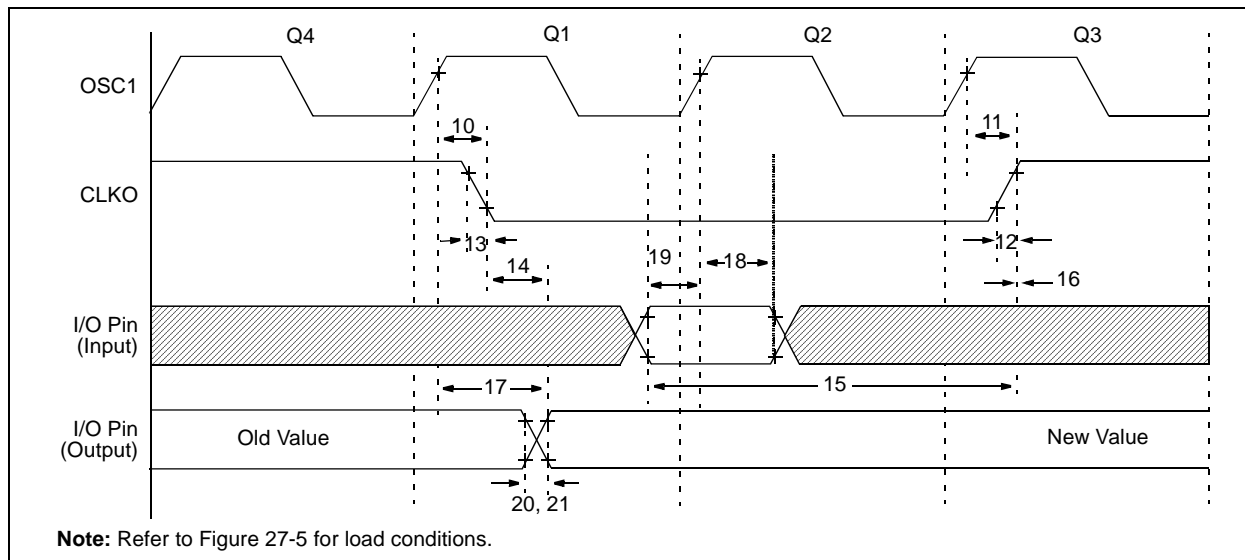 Q4 Q1 Q2 Q3
OSC1
10 11
CLKO
13 12
14 19 18 16
I/O Pin
(Input)
17 15
I/O Pin
(Output)
Old Value New Value
20, 21
Note: Refer to Figure 27-5 for load conditions.